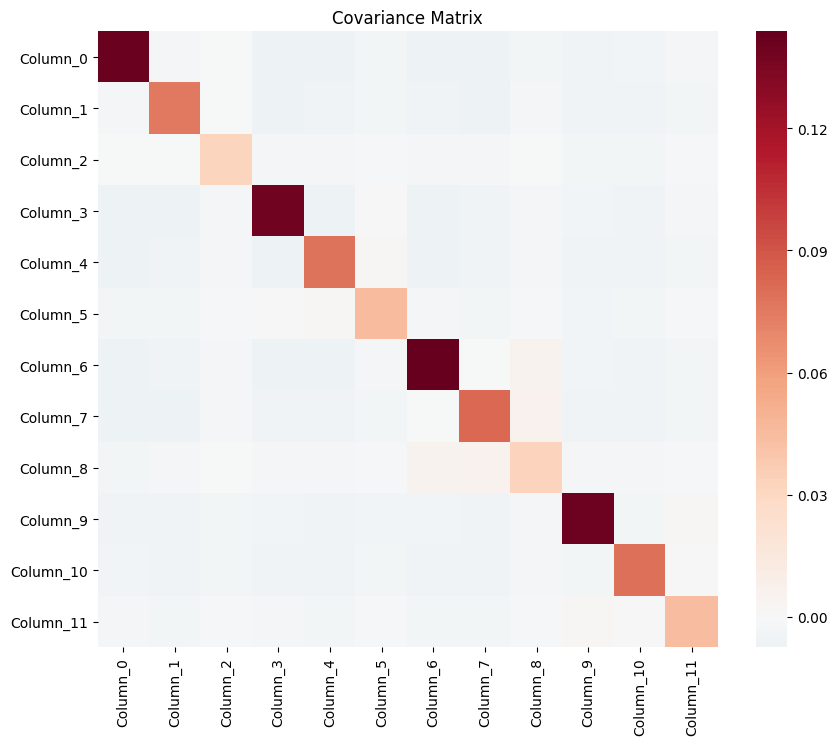 Covariance Matrix
Column_0
Column_1
Column_2
Column_3
Column_4
Column_5
Column_6
Column_7
Column_8
Column_9
Column_10
Column_11
0.12
0.09
0.06
0.03
0.00
Column_0
Column_1
Column_2
Column_3
Column_4
Column_5
Column_6
Column_7
Column_8
Column_9
Column_10
Column_11